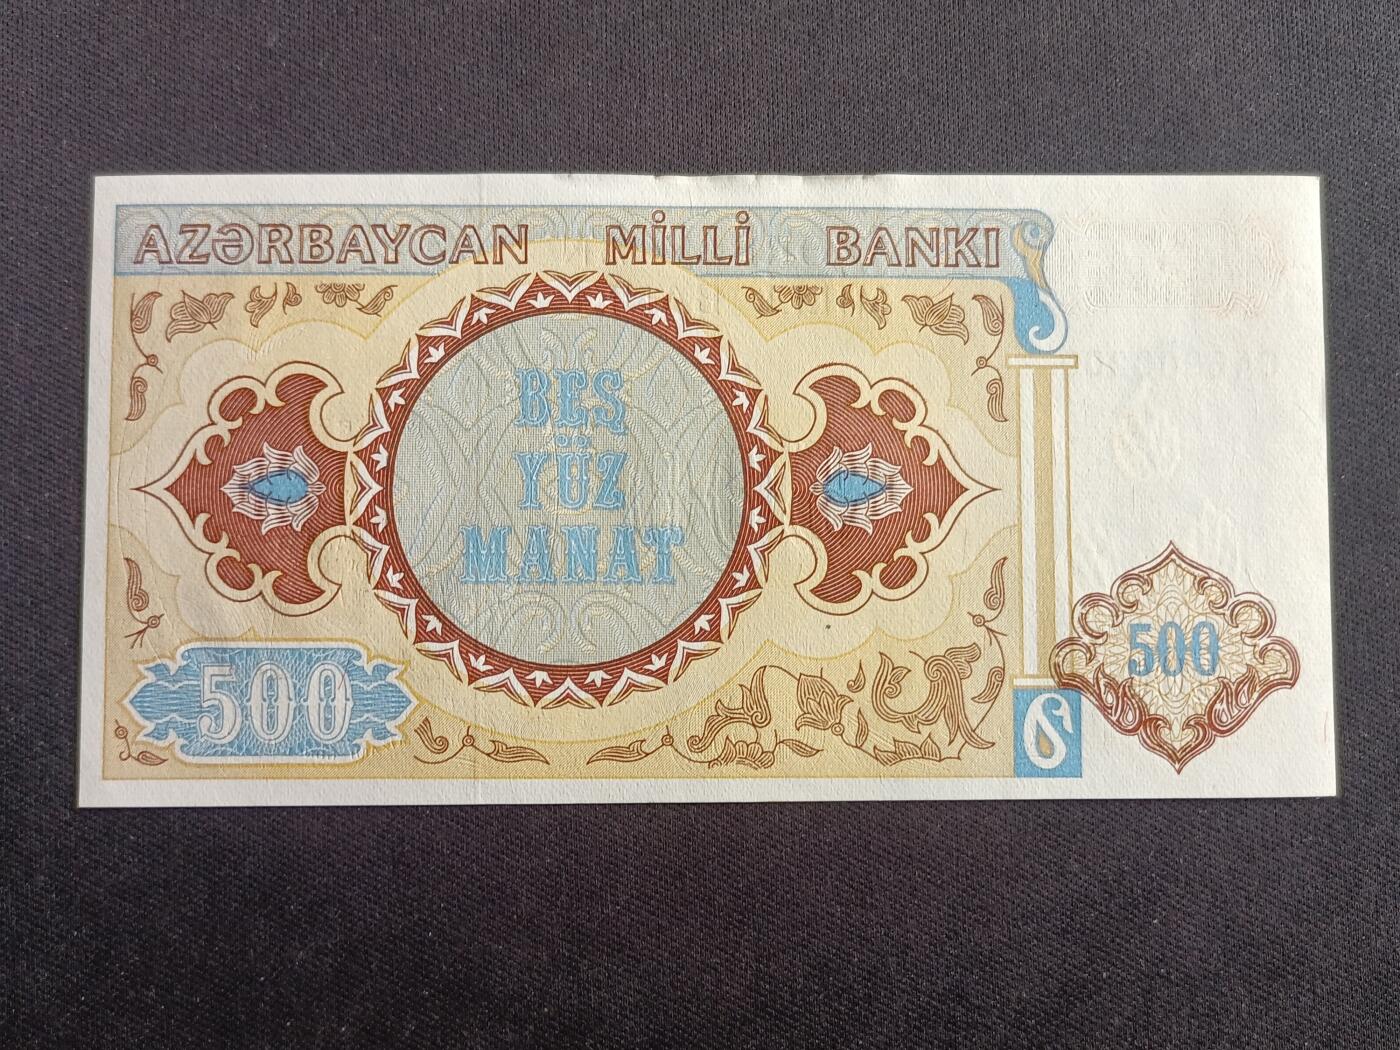 AZƏRBAYCAN MİLLİ BANKI
BEŞ
YÜZ
MANAT
500
500